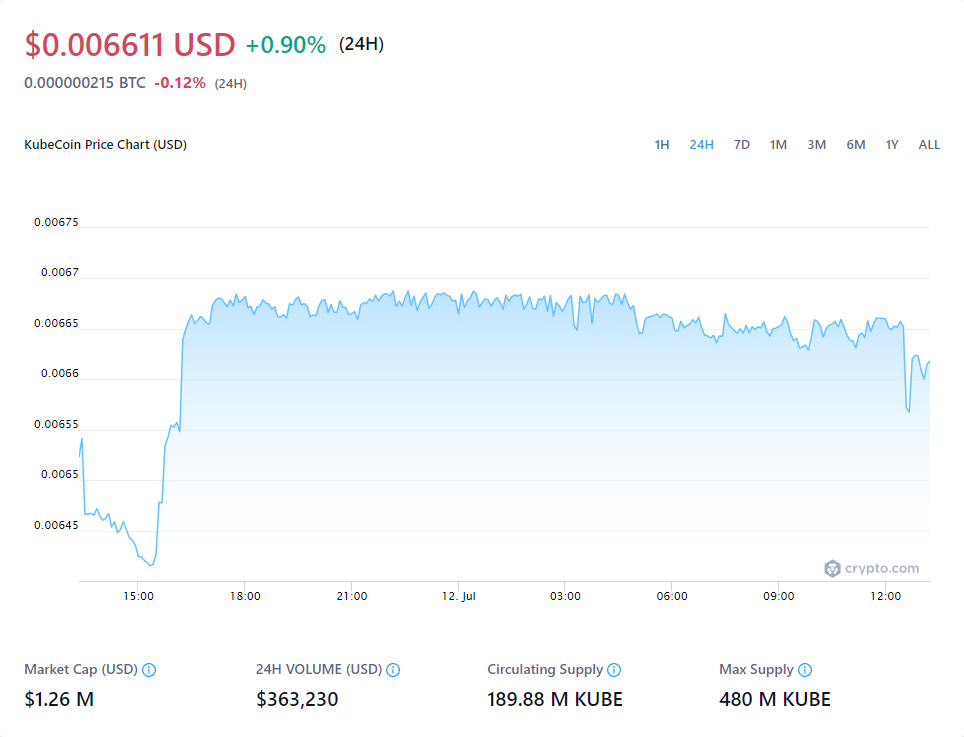 $0.006611 USD +0.90% (24H)
0.000000215 BTC -0.12% (24H)
KubeCoin Price Chart (USD)
1H 24H 7D 1M 3M 6M 1Y ALL
0.00675
0.0067
0.00665
0.0066
0.00655
0.0065
0.00645
crypto.com
15:00 18:00 21:00 12. Jul 03:00 06:00 09:00 12:00
Market Cap (USD) 24H VOLUME (USD) Circulating Supply Max Supply
$1.26 M $363,230 189.88 M KUBE 480 M KUBE